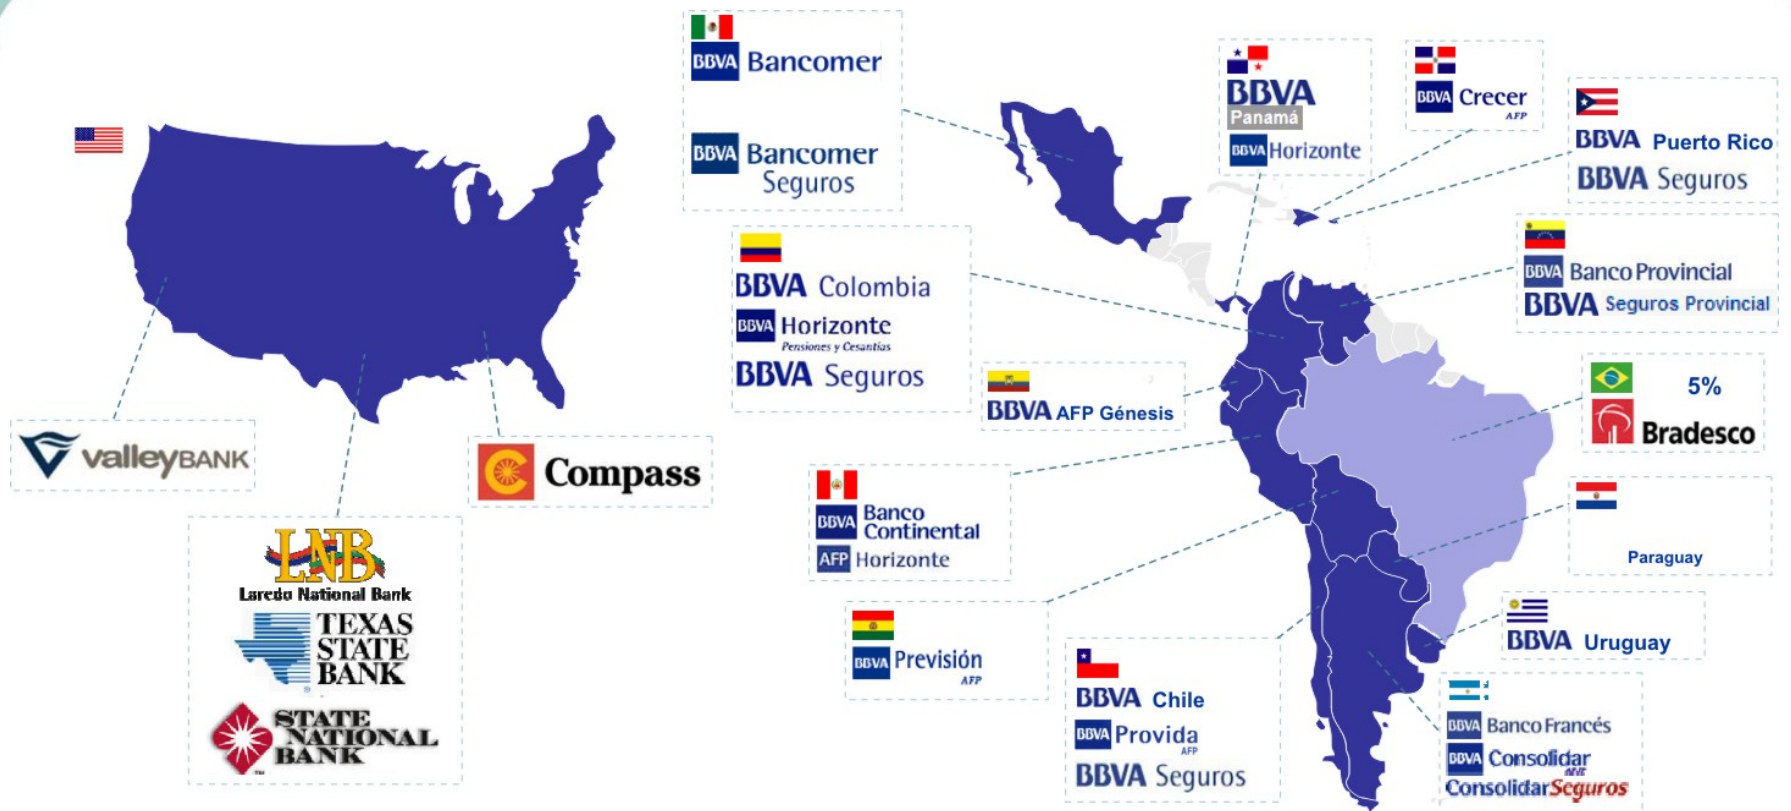 valleyBANK
LNB
Laredo National Bank
TEXAS
STATE
BANK
STATE
NATIONAL
BANK
Compass
BBVA Bancomer
BBVA Bancomer
Seguros
BBVA Colombia
BBVA Horizonte
Pensiones y Cesantías
BBVA Seguros
BBVA AFP Génesis
BBVA Banco
Continental
AFP Horizonte
BBVA Previsión
AFP
BBVA Chile
BBVA Provida
AFP
BBVA Seguros
BBVA
Panamá
BBVA Horizonte
BBVA Crecer
AFP
BBVA Puerto Rico
BBVA Seguros
BBVA Banco Provincial
BBVA Seguros Provincial
5%
Bradesco
Paraguay
BBVA Uruguay
BBVA Banco Francés
BBVA Consolidar
ConsolidarSeguros